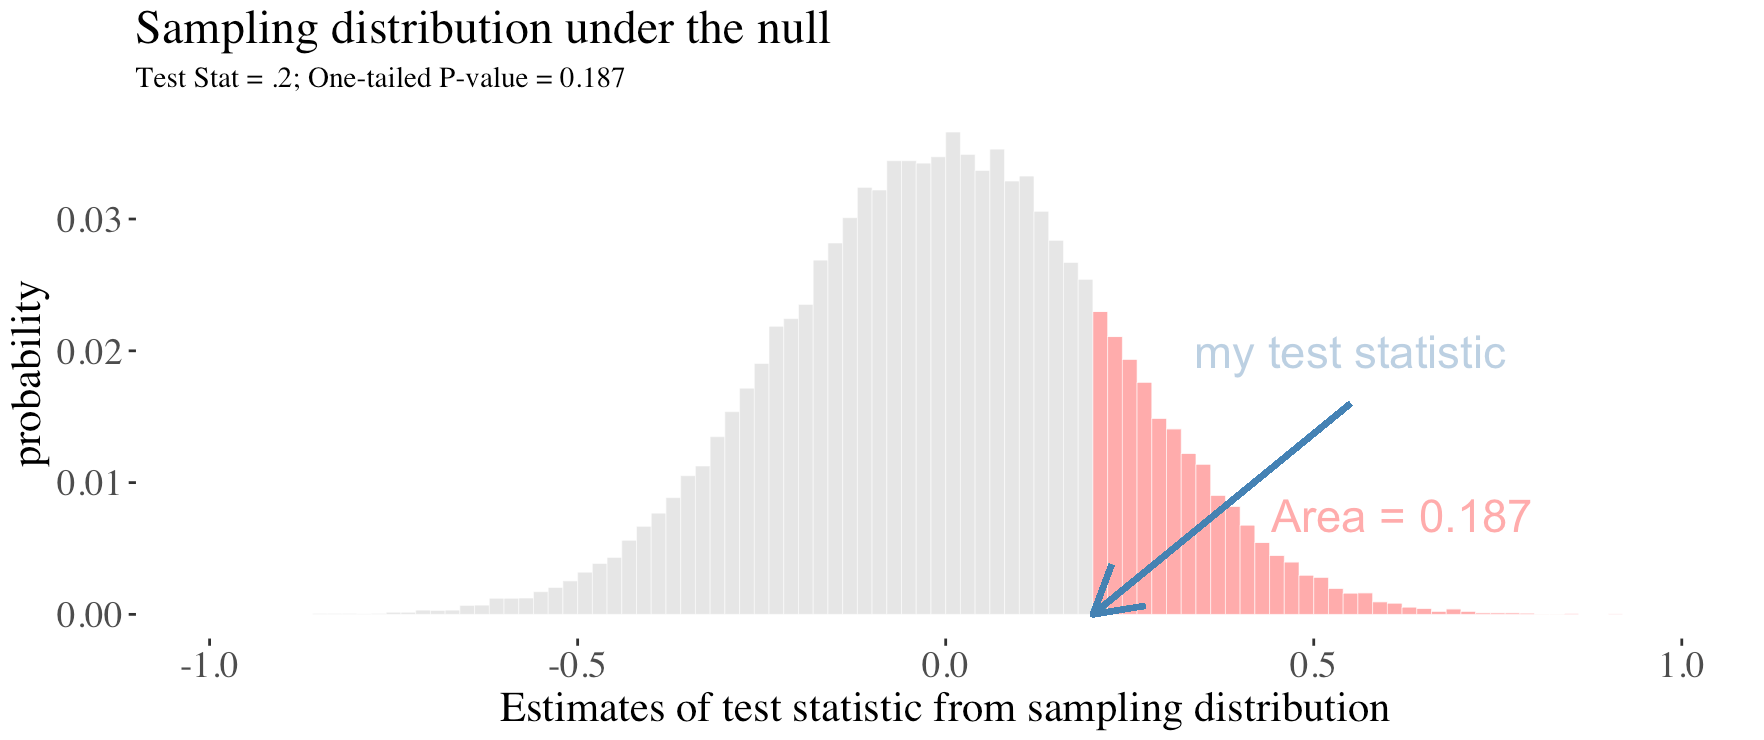 Sampling distribution under the null
Test Stat = .2; One-tailed P-value = 0.187
probability
0.03
0.02
0.01
0.00
my test statistic
Area = 0.187
-1.0
-0.5
0.0
0.5
1.0
Estimates of test statistic from sampling distribution